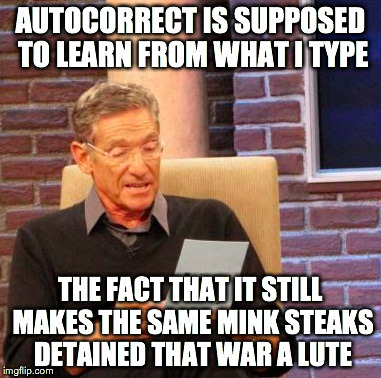 AUTOCORRECT IS SUPPOSED
TO LEARN FROM WHAT I TYPE
THE FACT THAT IT STILL
MAKES THE SAME MINK STEAKS
DETAINED THAT WAR A LUTE
imgflip.com